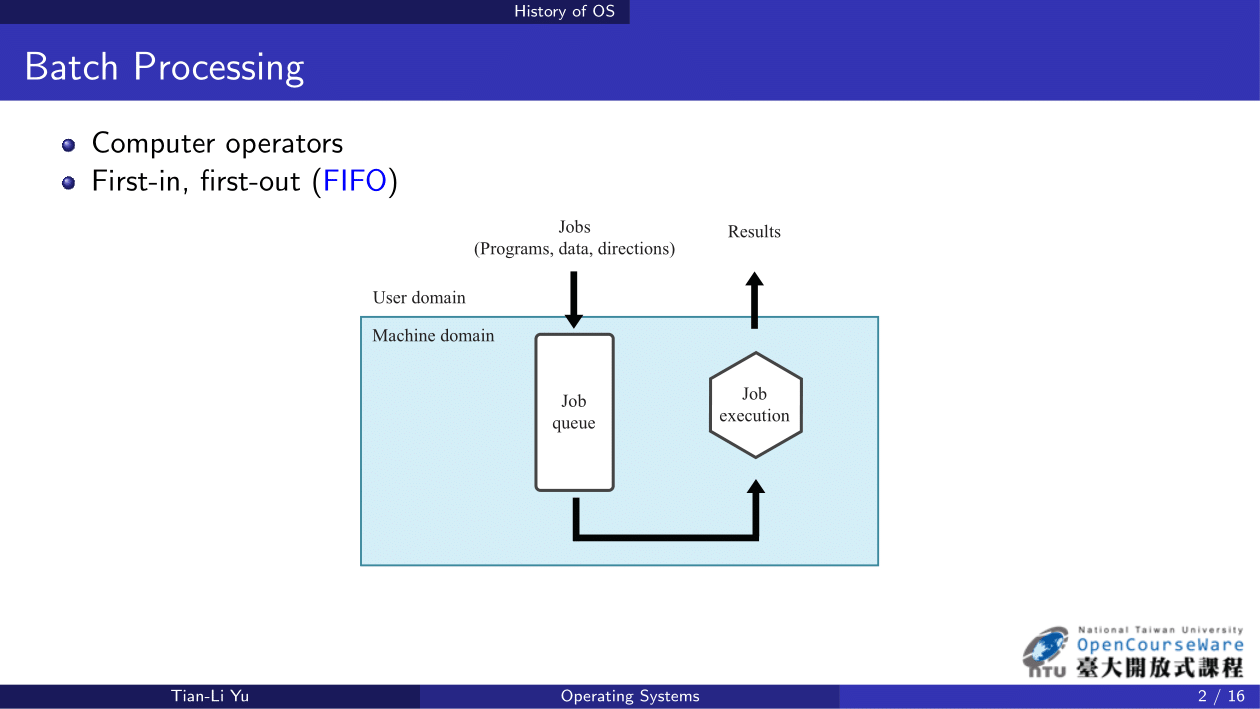 History of OS
Batch Processing
Computer operators
First-in, first-out (FIFO)
Jobs
(Programs, data, directions)
Results
User domain
Machine domain
Job
queue
Job
execution
National Taiwan University
OpenCourseWare
NTU 臺大開放式課程
Tian-Li Yu
Operating Systems
2 / 16